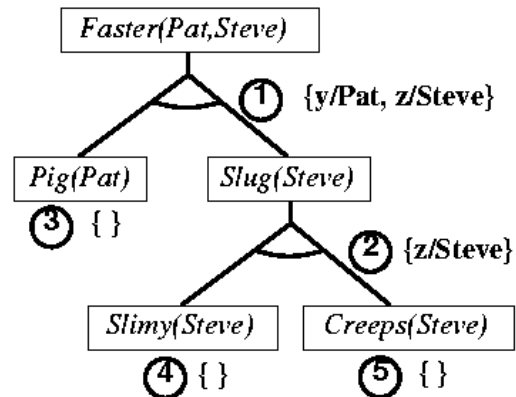 Faster(Pat,Steve)
1 {y/Pat, z/Steve}
Pig(Pat) Slug(Steve)
3 { }
2 {z/Steve}
Slimy(Steve) Creeps(Steve)
4 { } 5 { }